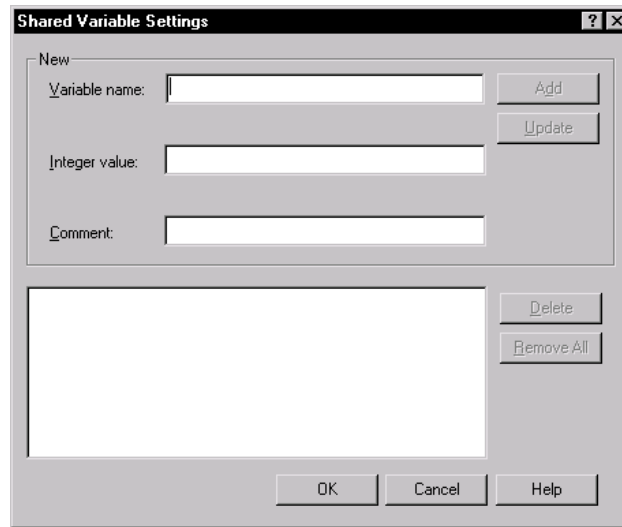 Shared Variable Settings
New
Variable name:
Add
Update
Integer value:
Comment:
Delete
Remove All
OK
Cancel
Help